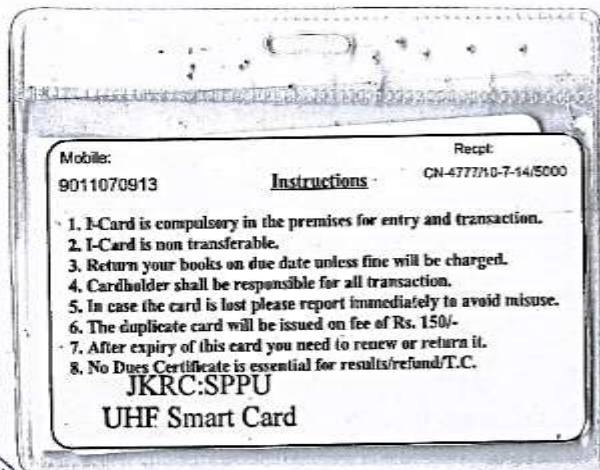 Mobile:
Recpt:
9011070913
Instructions
CN-4777/10-7-14/5000
1. I-Card is compulsory in the premises for entry and transaction.
2. I-Card is non transferable.
3. Return your books on due date unless fine will be charged.
4. Cardholder shall be responsible for all transaction.
5. In case the card is lost please report immediately to avoid misuse.
6. The duplicate card will be issued on fee of Rs. 150/-
7. After expiry of this card you need to renew or return it.
8. No Dues Certificate is essential for results/refund/T.C.
JKRC:SPPU
UHF Smart Card